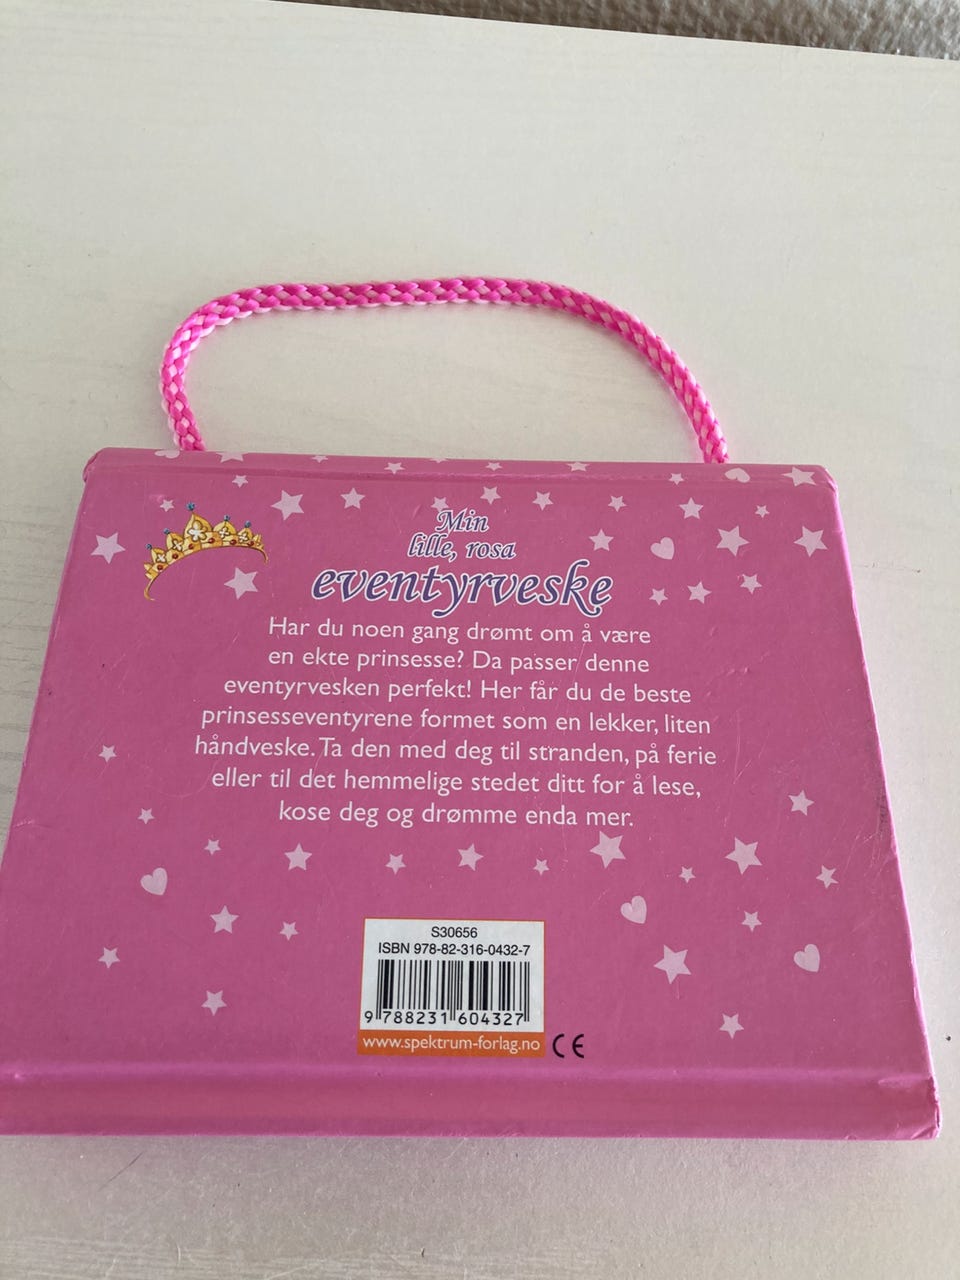 Min
lille, rosa
eventyrveske
Har du noen gang drømt om å være
en ekte prinsesse? Da passer denne
eventyrvesken perfekt! Her får du de beste
prinsesseeventyrene formet som en lekker, liten
håndveske. Ta den med deg til stranden, på ferie
eller til det hemmelige stedet ditt for å lese,
kose deg og drømme enda mer.
S30656
ISBN 978-82-316-0432-7
9 788231 604327
www.spektrum-forlag.no
CE